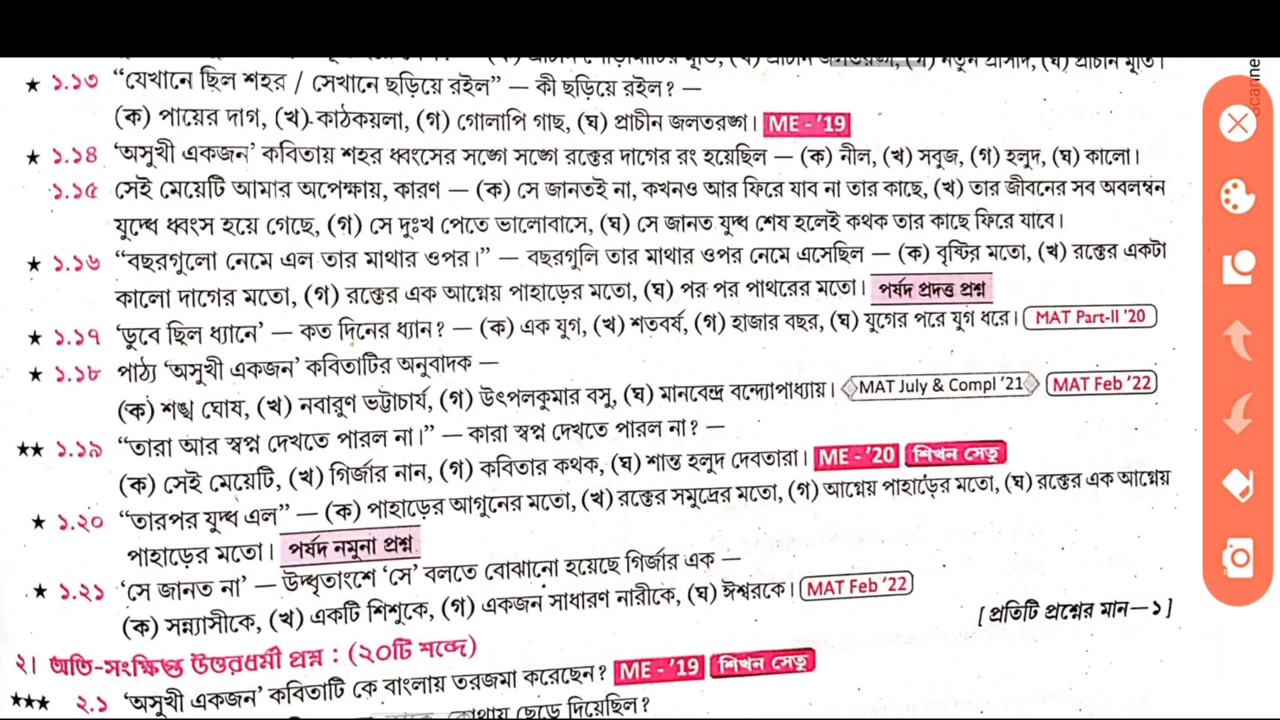 নতুন প্রাসাদ, (ঘ) প্রাচীন মূর্তি।
★ ১.১৩ “যেখানে ছিল শহর / সেখানে ছড়িয়ে রইল” — কী ছড়িয়ে রইল? —
(ক) পায়ের দাগ, (খ) কাঠকয়লা, (গ) গোলাপি গাছ, (ঘ) প্রাচীন জলতরঙ্গ। ME - ’19
★ ১.১৪ ‘অসুখী একজন’ কবিতায় শহর ধ্বংসের সঙ্গে সঙ্গে রক্তের দাগের রং হয়েছিল — (ক) নীল, (খ) সবুজ, (গ) হলুদ, (ঘ) কালো।
১.১৫ সেই মেয়েটি আমার অপেক্ষায়, কারণ — (ক) সে জানতই না, কখনও আর ফিরে যাব না তার কাছে, (খ) তার জীবনের সব অবলম্বন
যুদ্ধে ধ্বংস হয়ে গেছে, (গ) সে দুঃখ পেতে ভালোবাসে, (ঘ) সে জানত যুদ্ধ শেষ হলেই কথক তার কাছে ফিরে যাবে।
★ ১.১৬ “বছরগুলো নেমে এল তার মাথার ওপর।” — বছরগুলি তার মাথার ওপর নেমে এসেছিল — (ক) বৃষ্টির মতো, (খ) রক্তের একটা
কালো দাগের মতো, (গ) রক্তের এক আগ্নেয় পাহাড়ের মতো, (ঘ) পর পর পাথরের মতো। পর্ষদ প্রদত্ত প্রশ্ন
★ ১.১৭ ‘ডুবে ছিল ধ্যানে’ — কত দিনের ধ্যান? — (ক) এক যুগ, (খ) শতবর্ষ, (গ) হাজার বছর, (ঘ) যুগের পরে যুগ ধরে। MAT Part-II ’20
★ ১.১৮ পাঠ্য ‘অসুখী একজন’ কবিতাটির অনুবাদক —
(ক) শঙ্খ ঘোষ, (খ) নবারুণ ভট্টাচার্য, (গ) উৎপলকুমার বসু, (ঘ) মানবেন্দ্র বন্দ্যোপাধ্যায়। MAT July & Compl ’21 MAT Feb ’22
★★ ১.১৯ “তারা আর স্বপ্ন দেখতে পারল না।” — কারা স্বপ্ন দেখতে পারল না? —
(ক) সেই মেয়েটি, (খ) গির্জার নান, (গ) কবিতার কথক, (ঘ) শান্ত হলুদ দেবতারা। ME - ’20 শিখন সেতু
★ ১.২০ “তারপর যুদ্ধ এল” — (ক) পাহাড়ের আগুনের মতো, (খ) রক্তের সমুদ্রের মতো, (গ) আগ্নেয় পাহাড়ের মতো, (ঘ) রক্তের এক আগ্নেয়
পাহাড়ের মতো। পর্ষদ নমুনা প্রশ্ন
★ ১.২১ ‘সে জানত না’ — উদ্ধৃতাংশে ‘সে’ বলতে বোঝানো হয়েছে গির্জার এক —
(ক) সন্ন্যাসীকে, (খ) একটি শিশুকে, (গ) একজন সাধারণ নারীকে, (ঘ) ঈশ্বরকে। MAT Feb ’22
[ প্রতিটি প্রশ্নের মান—১ ]
২। অতি-সংক্ষিপ্ত উত্তরধর্মী প্রশ্ন : (২০টি শব্দে)
★★★ ২.১ ‘অসুখী একজন’ কবিতাটি কে বাংলায় তরজমা করেছেন? ME - ’19 শিখন সেতু
কোথায় ছেড়ে দিয়েছিল?